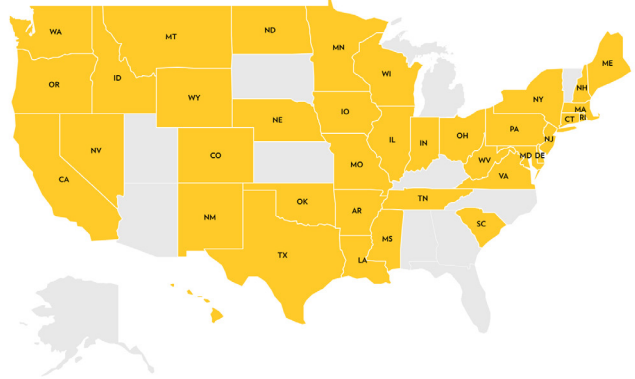 WA
MT
ND
MN
ME
OR
ID
WI
NH
WY
NY
MA
CT
RI
IO
NE
PA
OH
NJ
IL
IN
NV
CO
MD
DE
WV
MO
CA
VA
TN
OK
AR
NM
SC
MS
TX
LA